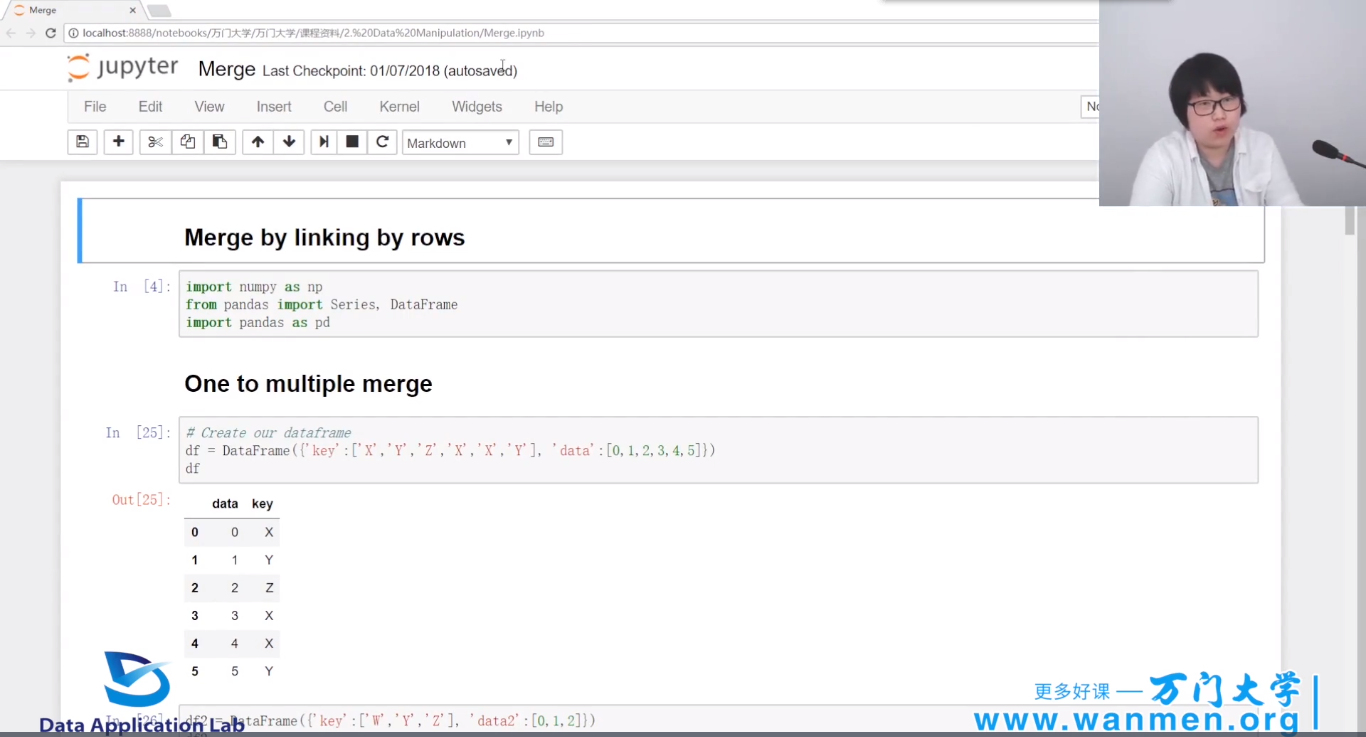 Merge
localhost:8888/notebooks/万门大学/万门大学/课程资料/2.%20Data%20Manipulation/Merge.ipynb
jupyter Merge Last Checkpoint: 01/07/2018 (autosaved)
File Edit View Insert Cell Kernel Widgets Help
Markdown
Merge by linking by rows
In [4]:
import numpy as np
from pandas import Series, DataFrame
import pandas as pd
One to multiple merge
In [25]:
# Create our dataframe
df = DataFrame({'key':['X','Y','Z','X','X','Y'], 'data':[0,1,2,3,4,5]})
df
Out[25]:
data key
0 0 X
1 1 Y
2 2 Z
3 3 X
4 4 X
5 5 Y
In [26]:
df2 = DataFrame({'key':['W','Y','Z'], 'data2':[0,1,2]})
Data Application Lab
更多好课 — 万门大学
www.wanmen.org